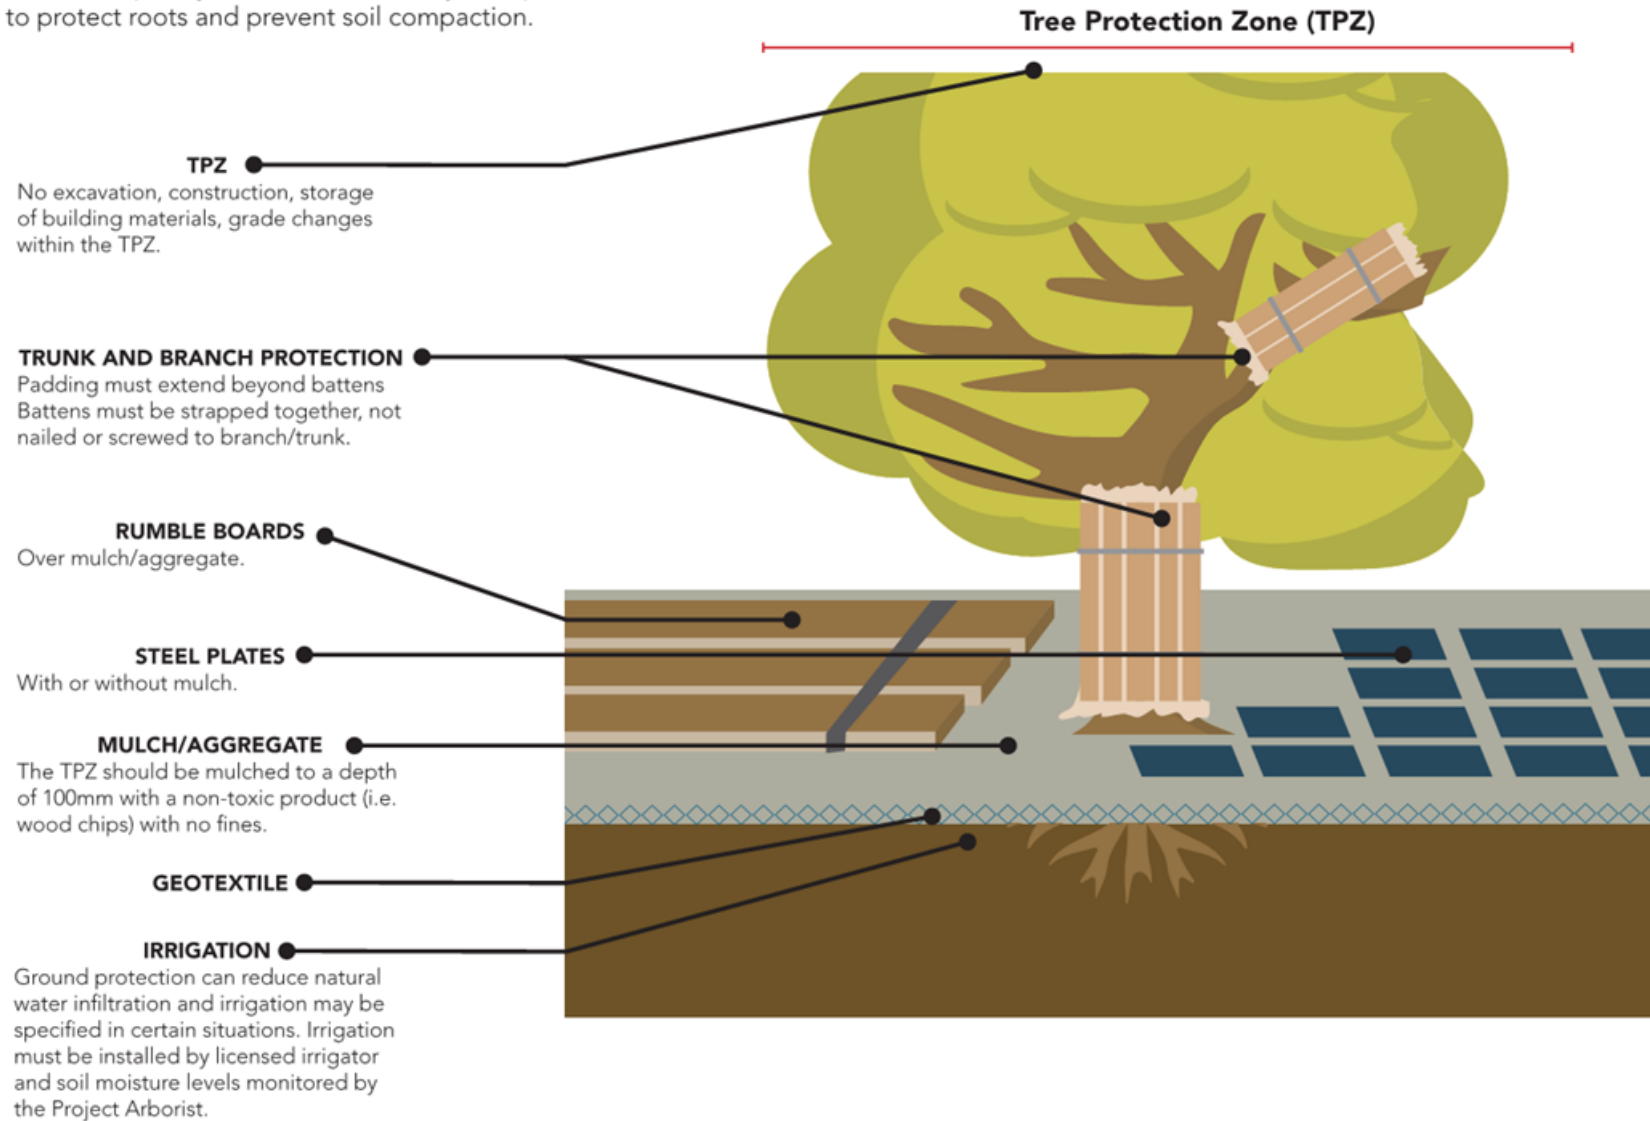 to protect roots and prevent soil compaction.
Tree Protection Zone (TPZ)
TPZ
No excavation, construction, storage
of building materials, grade changes
within the TPZ.
TRUNK AND BRANCH PROTECTION
Padding must extend beyond battens
Battens must be strapped together, not
nailed or screwed to branch/trunk.
RUMBLE BOARDS
Over mulch/aggregate.
STEEL PLATES
With or without mulch.
MULCH/AGGREGATE
The TPZ should be mulched to a depth
of 100mm with a non-toxic product (i.e.
wood chips) with no fines.
GEOTEXTILE
IRRIGATION
Ground protection can reduce natural
water infiltration and irrigation may be
specified in certain situations. Irrigation
must be installed by licensed irrigator
and soil moisture levels monitored by
the Project Arborist.